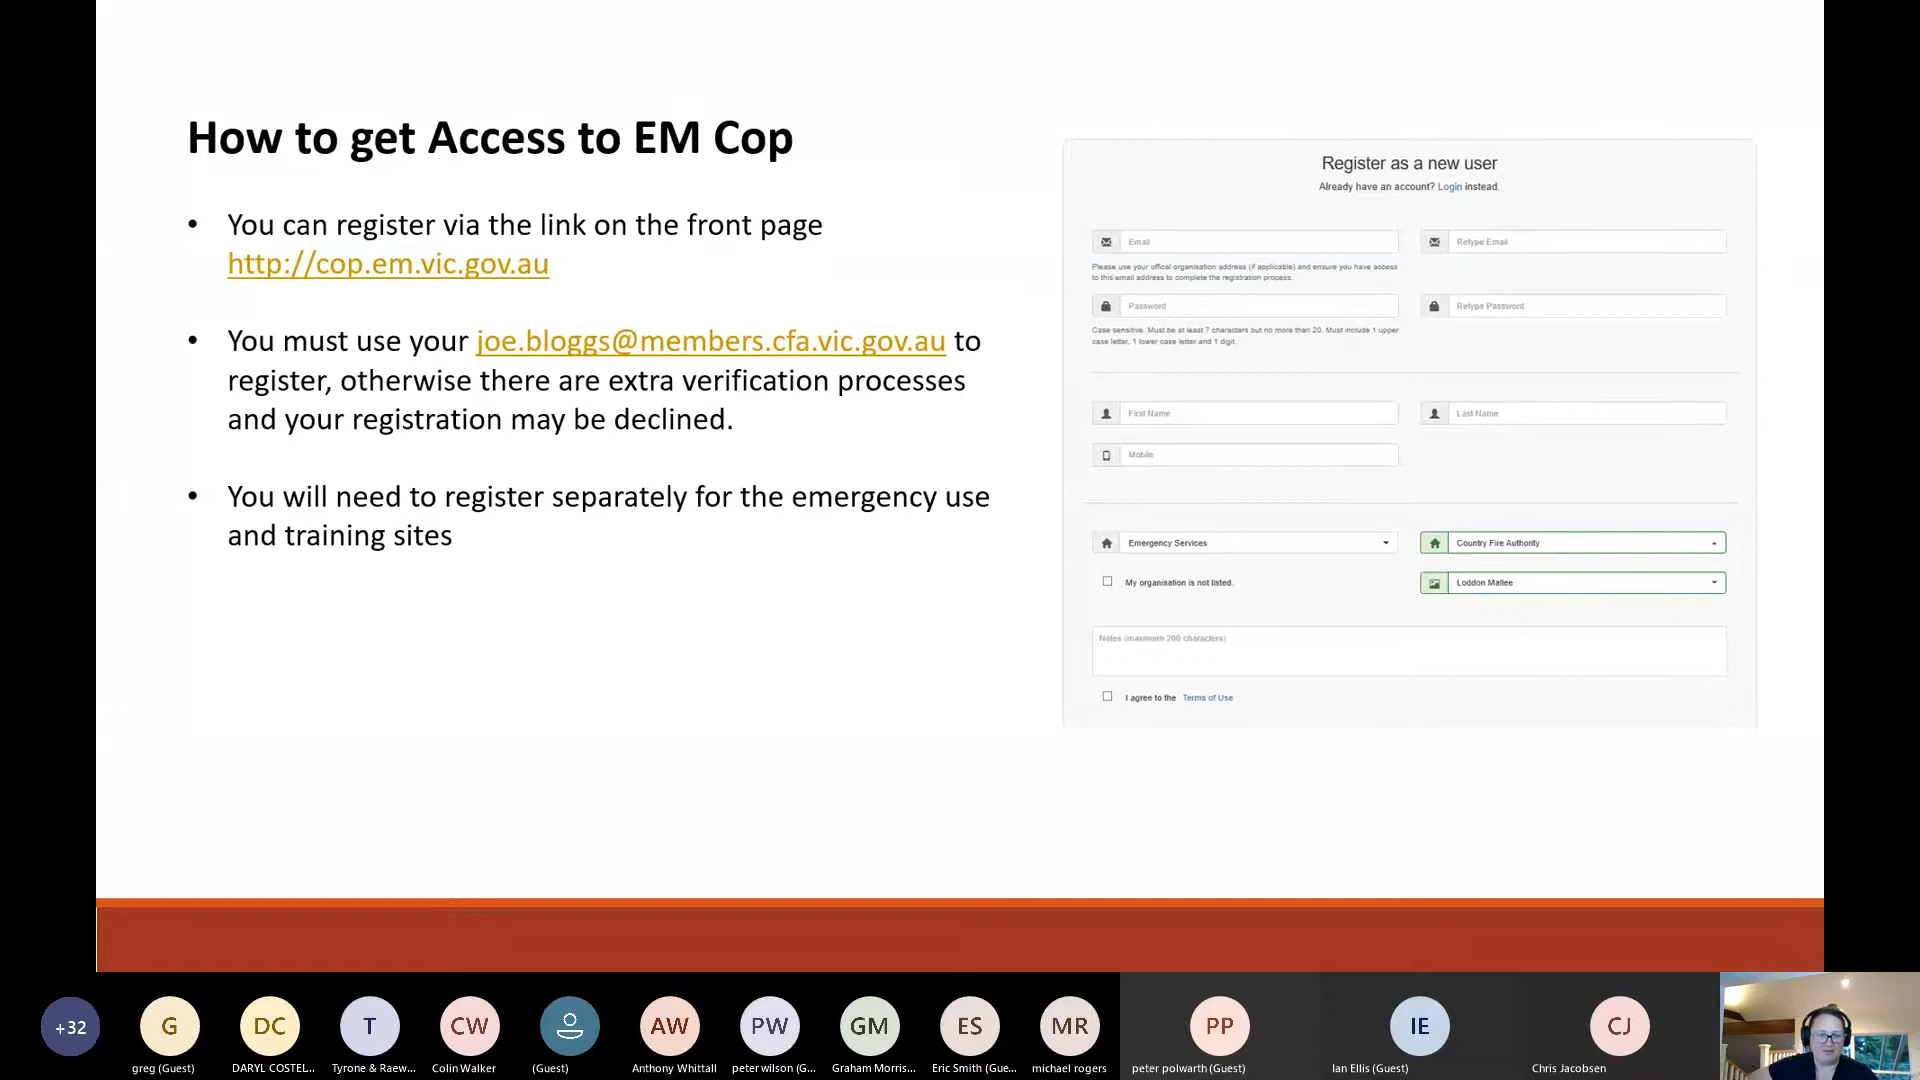 How to get Access to EM Cop
• You can register via the link on the front page
http://cop.em.vic.gov.au
• You must use your joe.bloggs@members.cfa.vic.gov.au to
register, otherwise there are extra verification processes
and your registration may be declined.
• You will need to register separately for the emergency use
and training sites
Register as a new user
Already have an account? Login instead.
Email
Retype Email
Please use your offical organisation address (if applicable) and ensure you have access
to this email address to complete the registration process.
Password
Retype Password
Case sensitive. Must be at least 7 characters but no more than 20. Must include 1 upper
case letter, 1 lower case letter and 1 digit.
First Name
Last Name
Mobile
Emergency Services
Country Fire Authority
My organisation is not listed.
Loddon Mallee
Notes (maximum 200 characters)
I agree to the Terms of Use
+32
G
DC
T
CW
AW
PW
GM
ES
MR
PP
IE
CJ
greg (Guest)
DARYL COSTEL...
Tyrone & Raew...
Colin Walker
(Guest)
Anthony Whittall
peter wilson (G...
Graham Morris...
Eric Smith (Gue...
michael rogers
peter polwarth (Guest)
Ian Ellis (Guest)
Chris Jacobsen